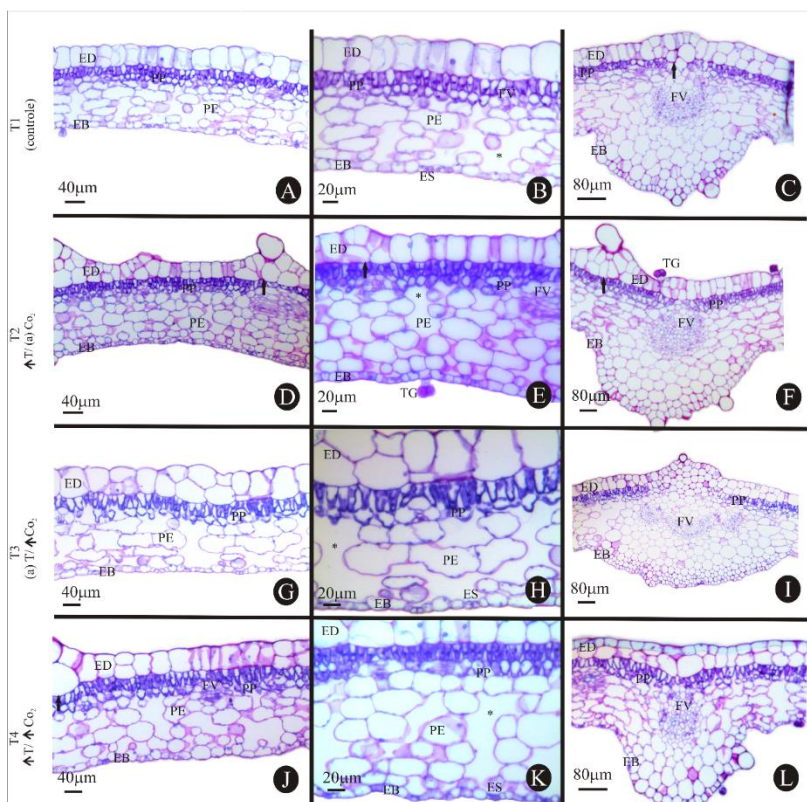 T1
(controle)
ED
PP
PE
EB
40µm
A
ED
PP
FV
PE
*
EB
ES
20µm
B
ED
PP
FV
EB
80µm
C
T2
↑T/ (a) Co₂
ED
PP
PE
EB
40µm
D
ED
PP
*
FV
PE
EB
TG
20µm
E
TG
ED
PP
FV
EB
80µm
F
T3
(a) T/↑Co₂
ED
PP
PE
EB
40µm
G
ED
PP
*
PE
ES
EB
20µm
H
ED
PP
FV
EB
80µm
I
T4
↑T/ ↑Co₂
ED
FV
PP
PE
EB
40µm
J
ED
PP
*
PE
EB
ES
20µm
K
ED
PP
FV
EB
80µm
L